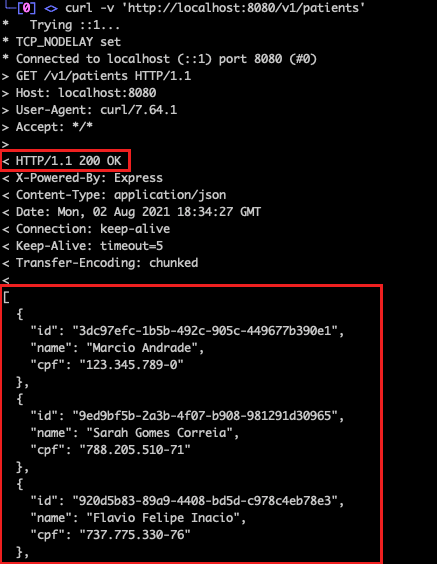 └─[0] <> curl -v 'http://localhost:8080/v1/patients'
*   Trying ::1...
* TCP_NODELAY set
* Connected to localhost (::1) port 8080 (#0)
> GET /v1/patients HTTP/1.1
> Host: localhost:8080
> User-Agent: curl/7.64.1
> Accept: */*
>
< HTTP/1.1 200 OK
< X-Powered-By: Express
< Content-Type: application/json
< Date: Mon, 02 Aug 2021 18:34:27 GMT
< Connection: keep-alive
< Keep-Alive: timeout=5
< Transfer-Encoding: chunked
<
[
  {
    "id": "3dc97efc-1b5b-492c-905c-449677b390e1",
    "name": "Marcio Andrade",
    "cpf": "123.345.789-0"
  },
  {
    "id": "9ed9bf5b-2a3b-4f07-b908-981291d30965",
    "name": "Sarah Gomes Correia",
    "cpf": "788.205.510-71"
  },
  {
    "id": "920d5b83-89a9-4408-bd5d-c978c4eb78e3",
    "name": "Flavio Felipe Inacio",
    "cpf": "737.775.330-76"
  },